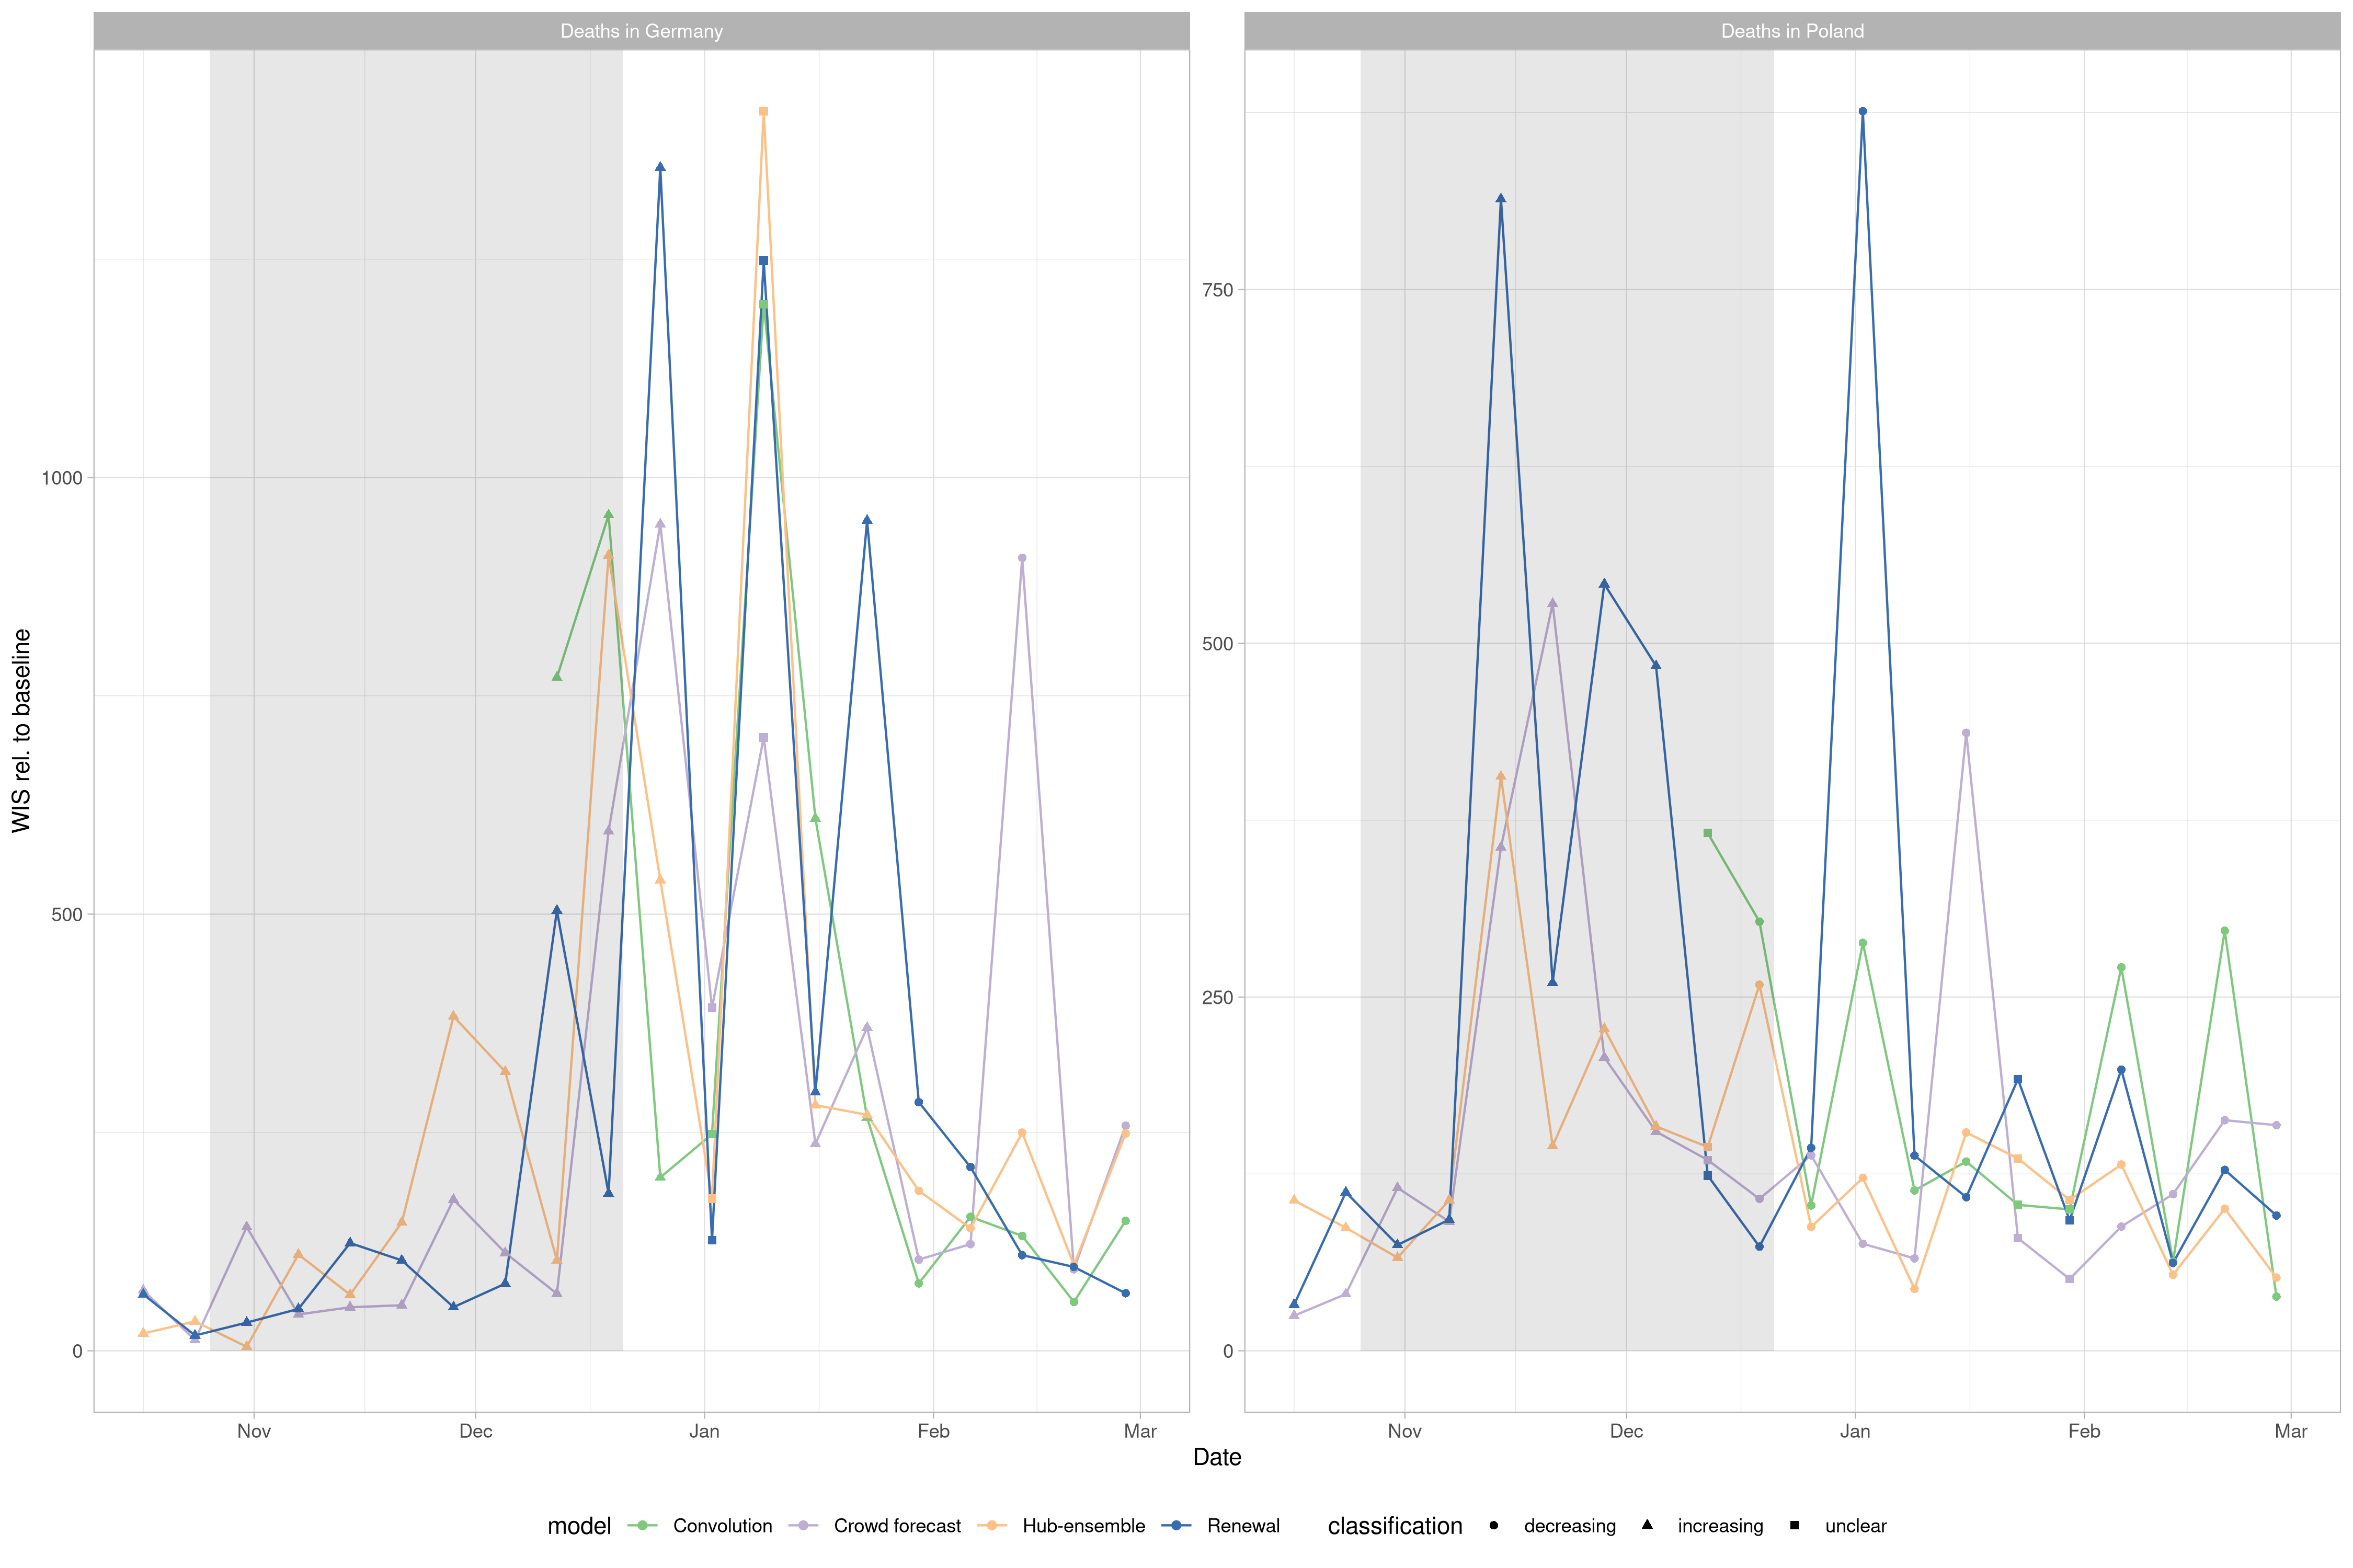 Deaths in Germany
Deaths in Poland
WIS rel. to baseline
1000
500
0
750
500
250
0
Nov Dec Jan Feb Mar
Nov Dec Jan Feb Mar
Date
model Convolution Crowd forecast Hub-ensemble Renewal classification decreasing increasing unclear